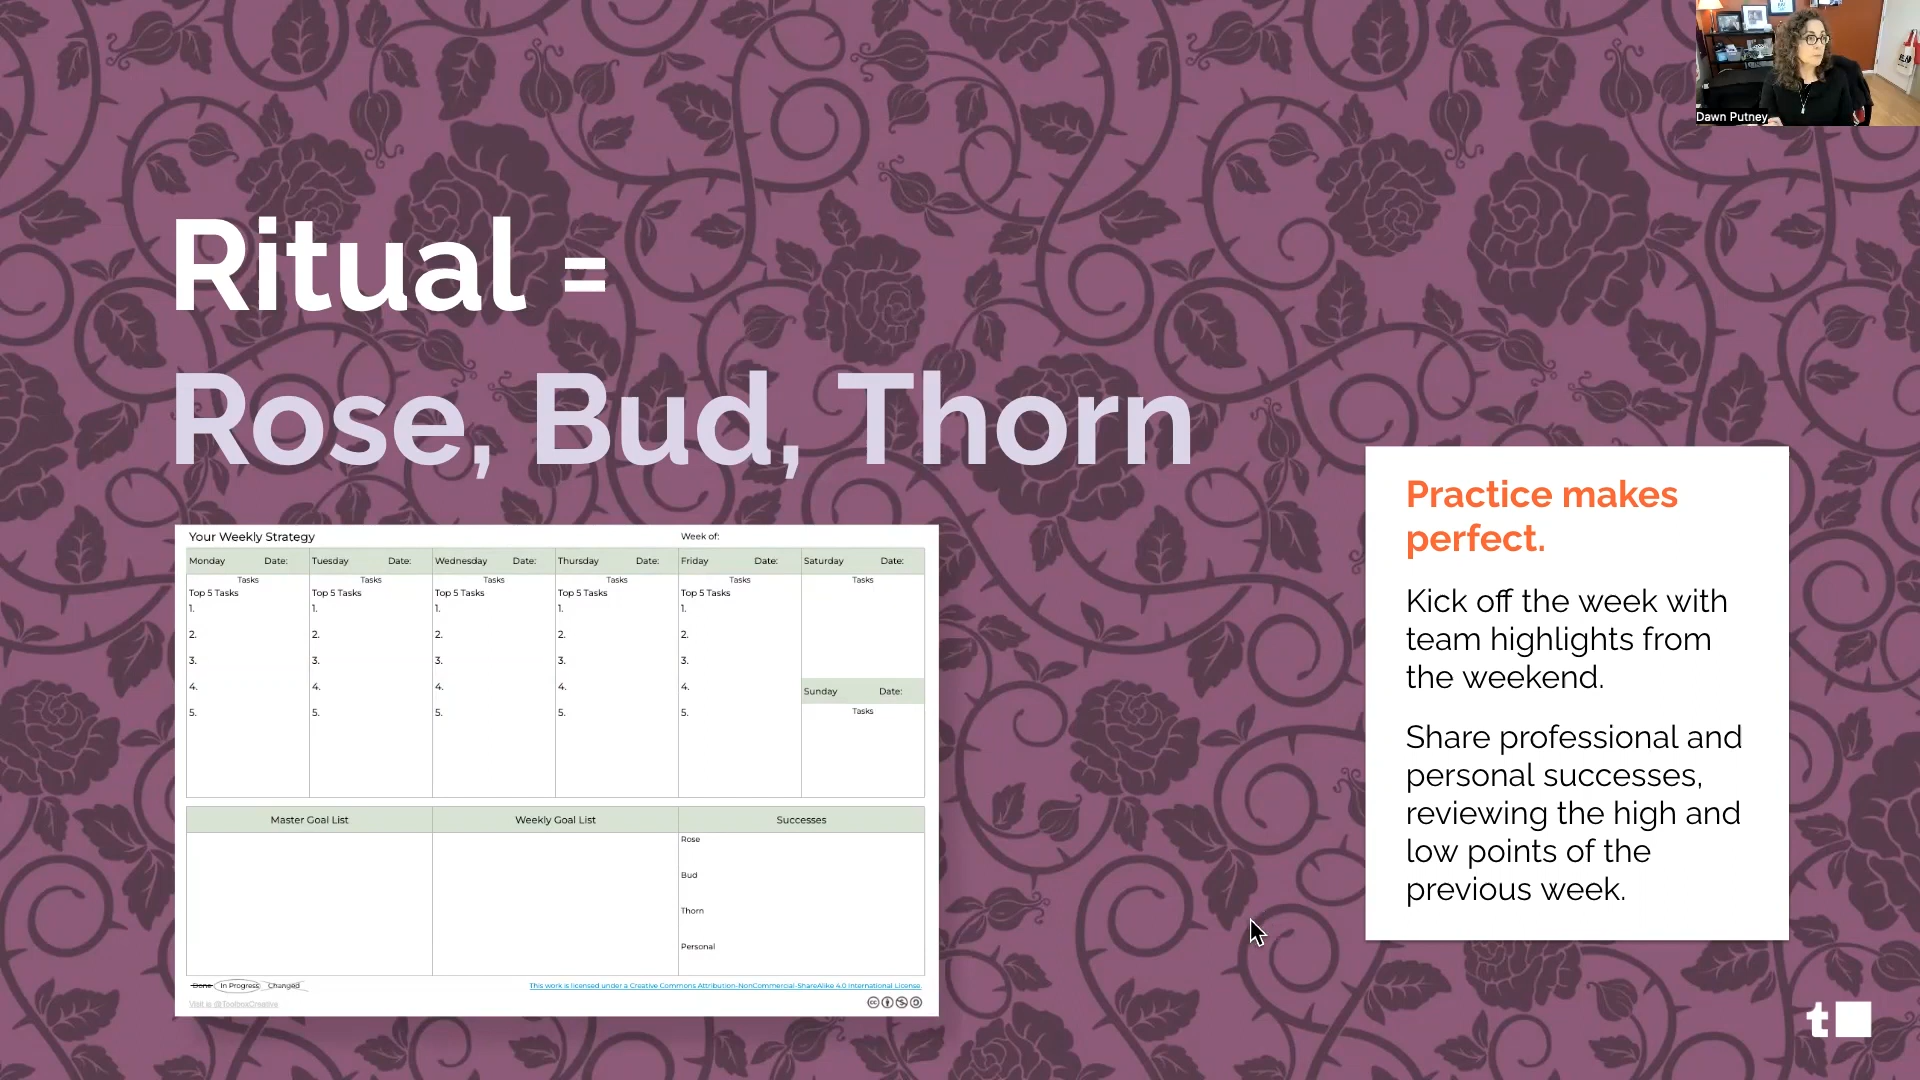 Dawn Putney
Ritual =
Rose, Bud, Thorn
Your Weekly Strategy Week of:
Monday Date: Tuesday Date: Wednesday Date: Thursday Date: Friday Date: Saturday Date:
Tasks Tasks Tasks Tasks Tasks Tasks
Top 5 Tasks Top 5 Tasks Top 5 Tasks Top 5 Tasks Top 5 Tasks
1. 1. 1. 1. 1.
2. 2. 2. 2. 2.
3. 3. 3. 3. 3.
4. 4. 4. 4. 4.
Sunday Date:
5. 5. 5. 5. 5.
Tasks
Master Goal List Weekly Goal List Successes
Rose
Bud
Thorn
Personal
Done In Progress Changed
This work is licensed under a Creative Commons Attribution-NonCommercial-ShareAlike 4.0 International License.
@ToolboxCreative
Practice makes
perfect.
Kick off the week with
team highlights from
the weekend.
Share professional and
personal successes,
reviewing the high and
low points of the
previous week.
t